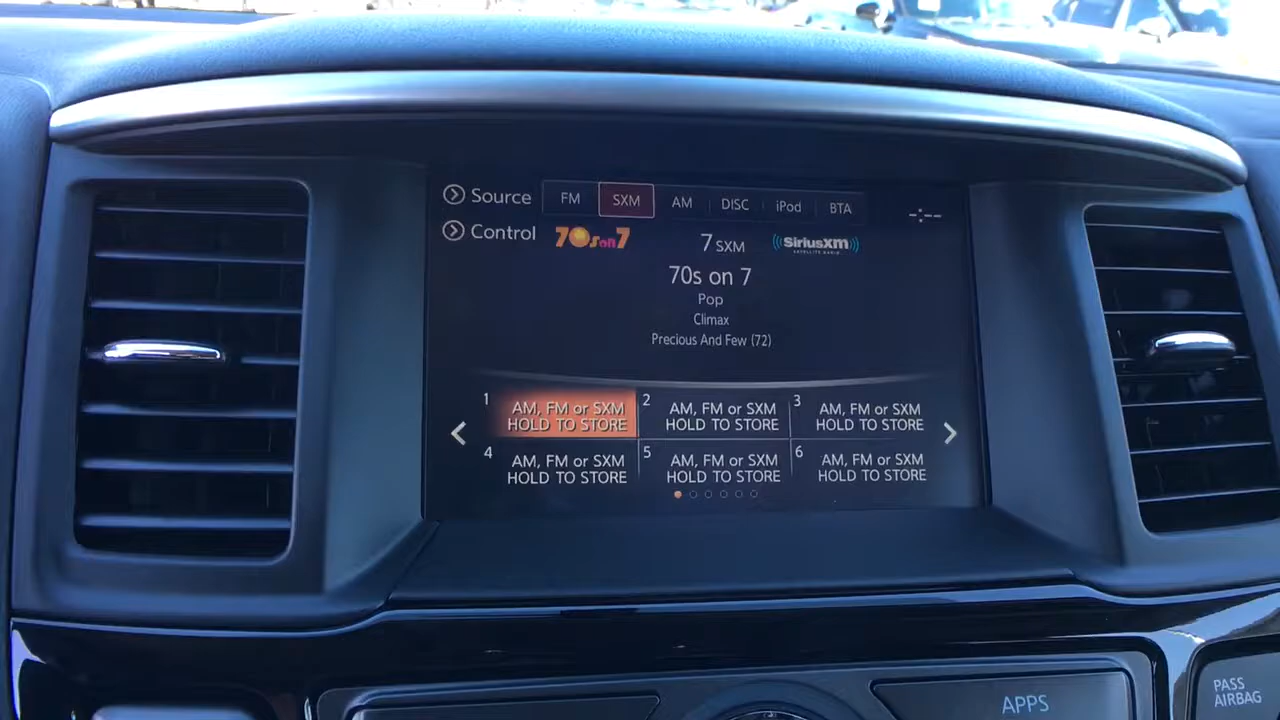 Source FM SXM AM DISC iPod BTA -:--
Control 70s on 7 7 SXM ((SiriusXM))
SATELLITE RADIO
70s on 7
Pop
Climax
Precious And Few (72)
1 AM, FM or SXM HOLD TO STORE
2 AM, FM or SXM HOLD TO STORE
3 AM, FM or SXM HOLD TO STORE
4 AM, FM or SXM HOLD TO STORE
5 AM, FM or SXM HOLD TO STORE
6 AM, FM or SXM HOLD TO STORE
APPS
PASS
AIRBAG